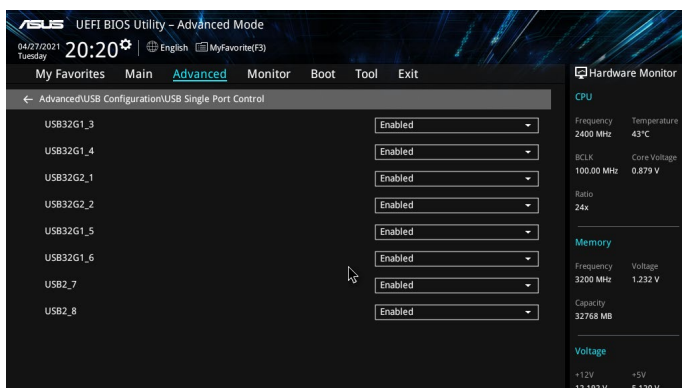 ASUS UEFI BIOS Utility – Advanced Mode
04/27/2021 Tuesday 20:20 English MyFavorite(F3)
My Favorites Main Advanced Monitor Boot Tool Exit
Advanced\USB Configuration\USB Single Port Control
USB32G1_3 Enabled
USB32G1_4 Enabled
USB32G2_1 Enabled
USB32G2_2 Enabled
USB32G1_5 Enabled
USB32G1_6 Enabled
USB2_7 Enabled
USB2_8 Enabled
Hardware Monitor
CPU
Frequency Temperature
2400 MHz 43°C
BCLK Core Voltage
100.00 MHz 0.879 V
Ratio
24x
Memory
Frequency Voltage
3200 MHz 1.232 V
Capacity
32768 MB
Voltage
+12V +5V